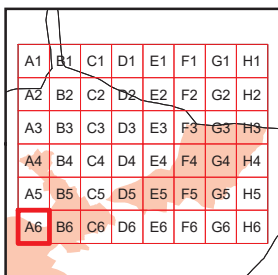 A1 B1 C1 D1 E1 F1 G1 H1
A2 B2 C2 D2 E2 F2 G2 H2
A3 B3 C3 D3 E3 F3 G3 H3
A4 B4 C4 D4 E4 F4 G4 H4
A5 B5 C5 D5 E5 F5 G5 H5
A6 B6 C6 D6 E6 F6 G6 H6